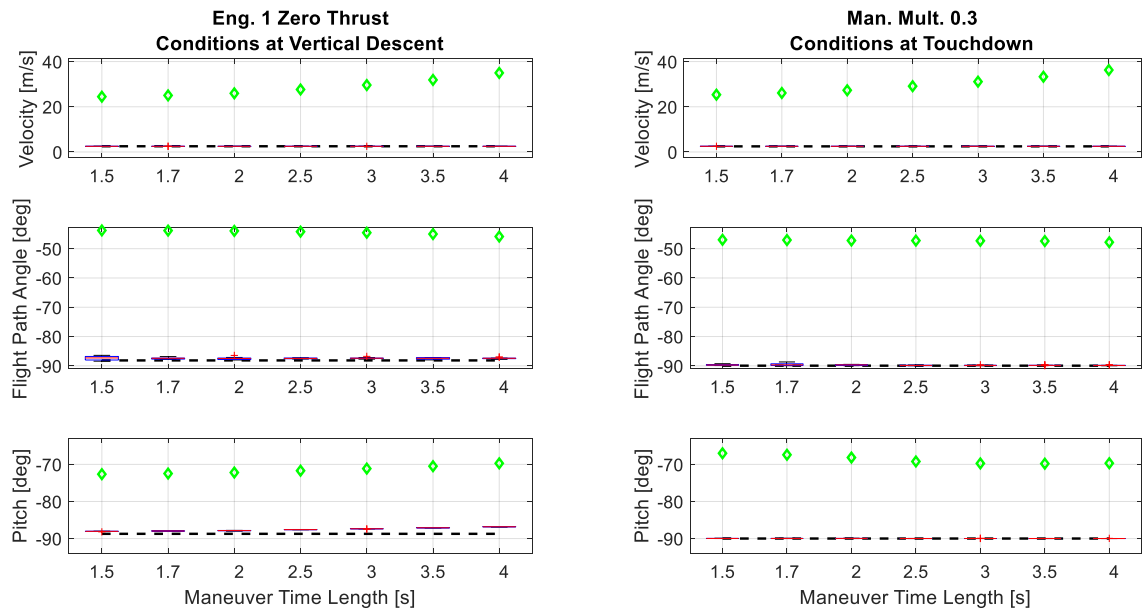 Eng. 1 Zero Thrust
Conditions at Vertical Descent
Velocity [m/s]
40
20
0
1.5 1.7 2 2.5 3 3.5 4
Flight Path Angle [deg]
-50
-60
-70
-80
-90
1.5 1.7 2 2.5 3 3.5 4
Pitch [deg]
-70
-80
-90
1.5 1.7 2 2.5 3 3.5 4
Maneuver Time Length [s]
Man. Mult. 0.3
Conditions at Touchdown
Velocity [m/s]
40
20
0
1.5 1.7 2 2.5 3 3.5 4
Flight Path Angle [deg]
-50
-60
-70
-80
-90
1.5 1.7 2 2.5 3 3.5 4
Pitch [deg]
-70
-80
-90
1.5 1.7 2 2.5 3 3.5 4
Maneuver Time Length [s]